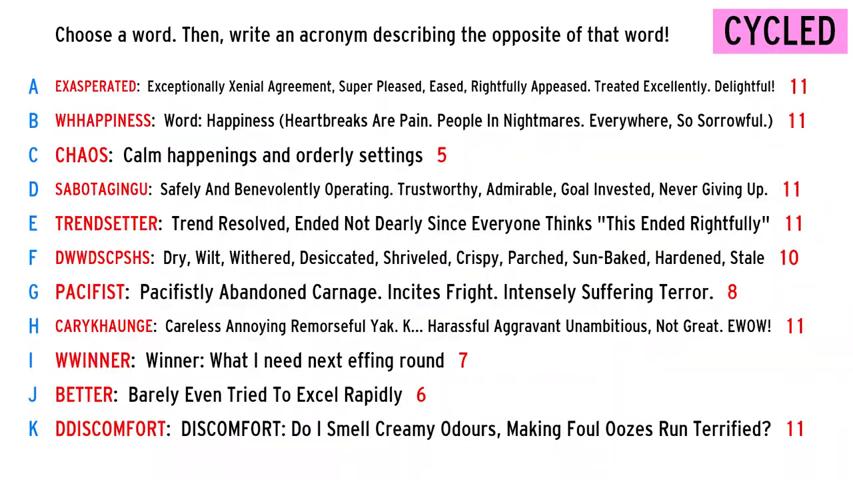 Choose a word. Then, write an acronym describing the opposite of that word!
CYCLED
A EXASPERATED: Exceptionally Xenial Agreement, Super Pleased, Eased, Rightfully Appeased. Treated Excellently. Delightful! 11
B WHHAPPINESS: Word: Happiness (Heartbreaks Are Pain. People In Nightmares. Everywhere, So Sorrowful.) 11
C CHAOS: Calm happenings and orderly settings 5
D SABOTAGINGU: Safely And Benevolently Operating. Trustworthy, Admirable, Goal Invested, Never Giving Up. 11
E TRENDSETTER: Trend Resolved, Ended Not Dearly Since Everyone Thinks "This Ended Rightfully" 11
F DWWDSCPSHS: Dry, Wilt, Withered, Desiccated, Shriveled, Crispy, Parched, Sun-Baked, Hardened, Stale 10
G PACIFIST: Pacifistly Abandoned Carnage. Incites Fright. Intensely Suffering Terror. 8
H CARYKHAUNGE: Careless Annoying Remorseful Yak. K... Harassful Aggravant Unambitious, Not Great. EWOW! 11
I WWINNER: Winner: What I need next effing round 7
J BETTER: Barely Even Tried To Excel Rapidly 6
K DDISCOMFORT: DISCOMFORT: Do I Smell Creamy Odours, Making Foul Oozes Run Terrified? 11